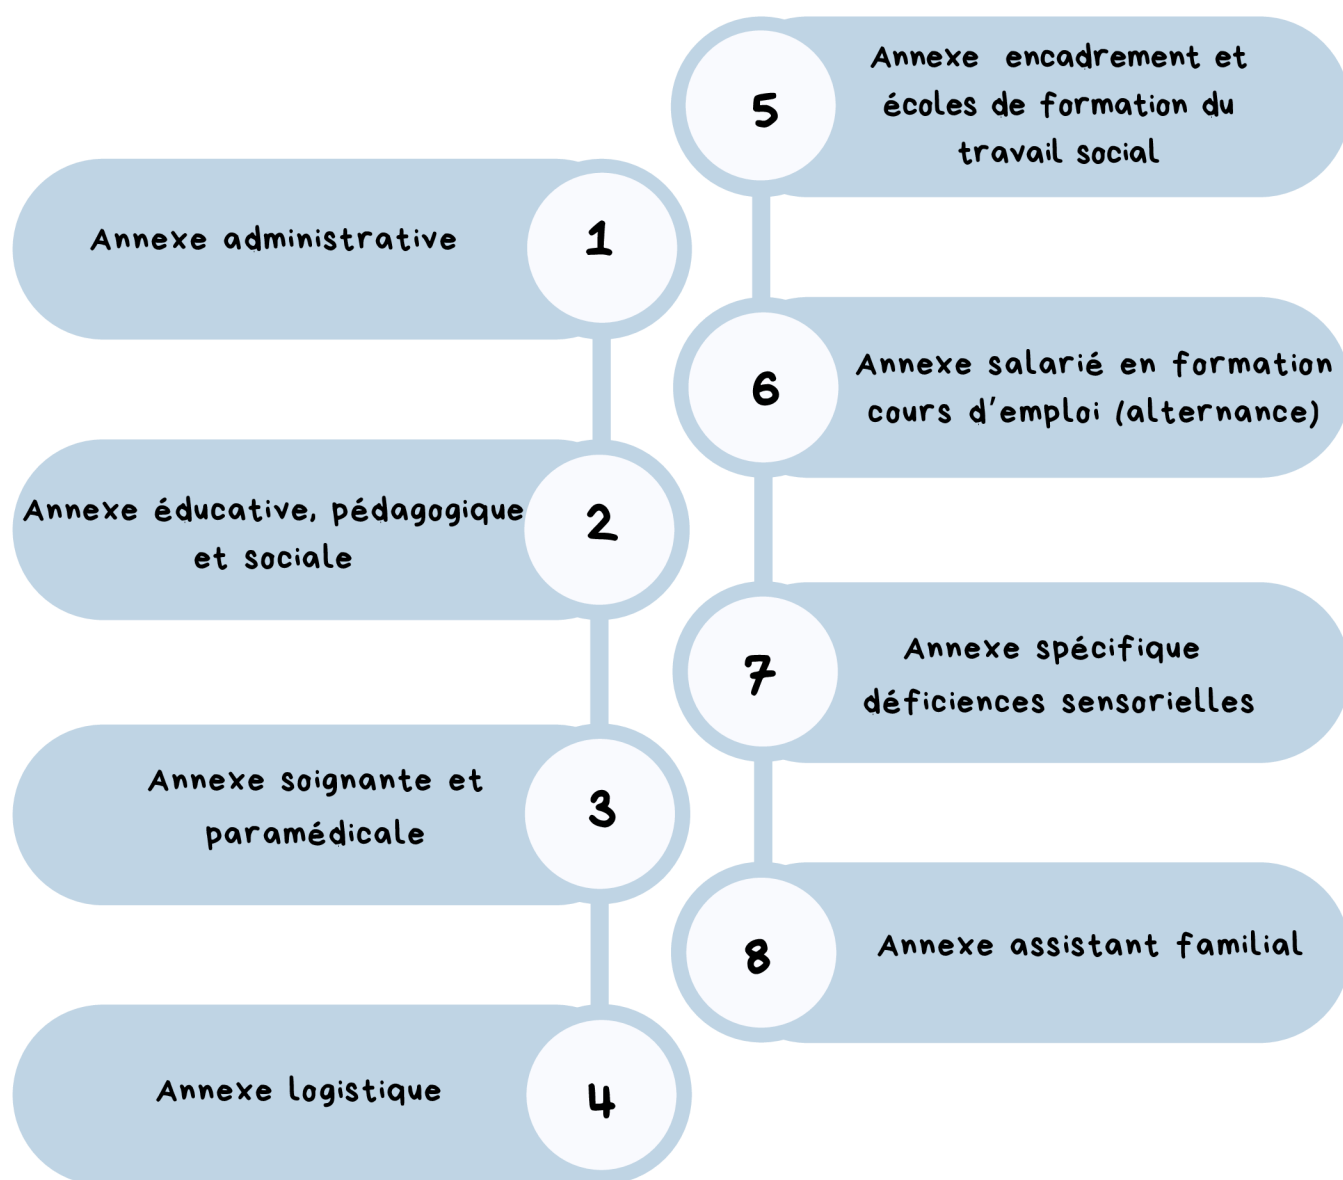 1
Annexe administrative
2
Annexe éducative, pédagogique
et sociale
3
Annexe soignante et
paramédicale
4
Annexe logistique
5
Annexe encadrement et
écoles de formation du
travail social
6
Annexe salarié en formation
cours d'emploi (alternance)
7
Annexe spécifique
déficiences sensorielles
8
Annexe assistant familial